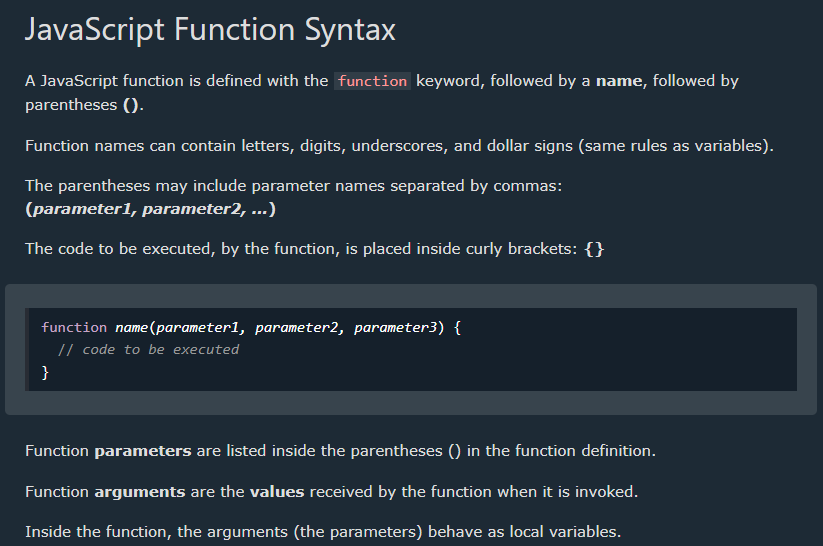 JavaScript Function Syntax
A JavaScript function is defined with the function keyword, followed by a name, followed by
parentheses ().
Function names can contain letters, digits, underscores, and dollar signs (same rules as variables).
The parentheses may include parameter names separated by commas:
(parameter1, parameter2, ...)
The code to be executed, by the function, is placed inside curly brackets: {}
function name(parameter1, parameter2, parameter3) {
  // code to be executed
}
Function parameters are listed inside the parentheses () in the function definition.
Function arguments are the values received by the function when it is invoked.
Inside the function, the arguments (the parameters) behave as local variables.